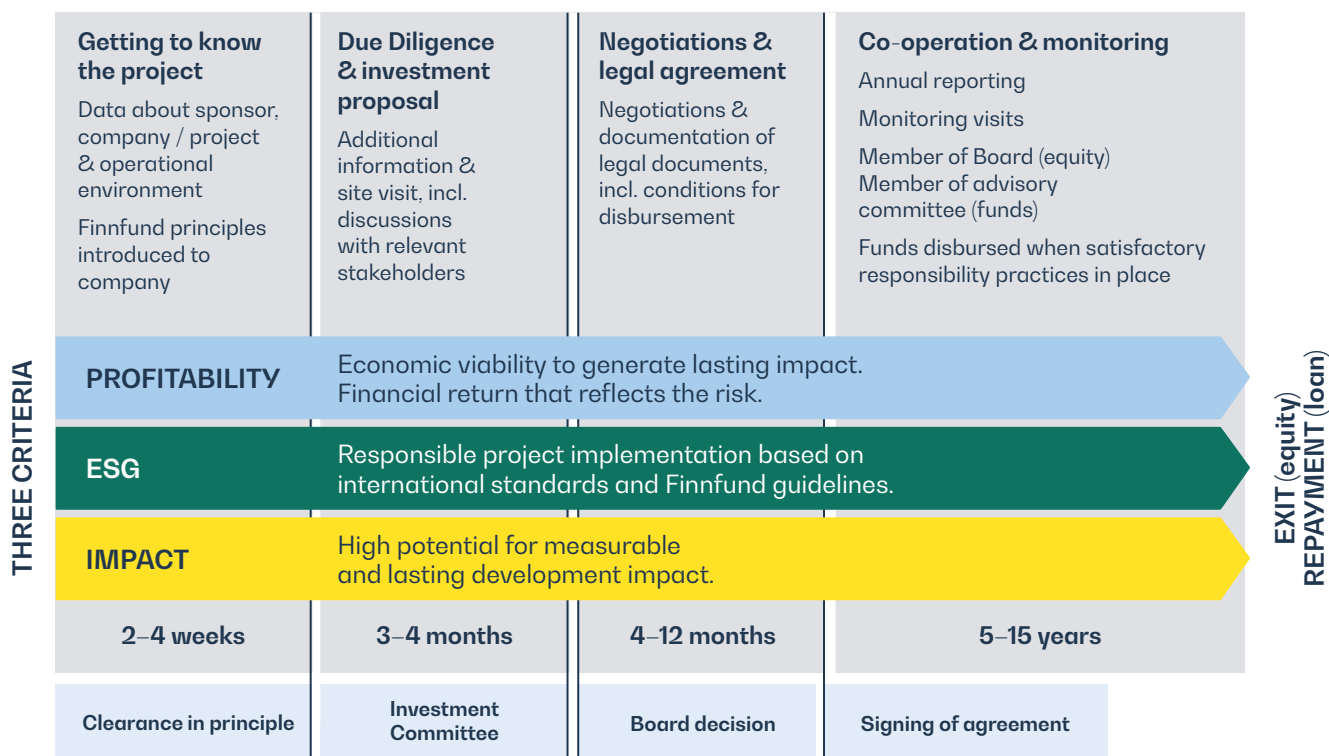 Getting to know
the project
Data about sponsor,
company / project
& operational
environment
Finnfund principles
introduced to
company
Due Diligence
& investment
proposal
Additional
information &
site visit, incl.
discussions
with relevant
stakeholders
Negotiations &
legal agreement
Negotiations &
documentation of
legal documents,
incl. conditions for
disbursement
Co-operation & monitoring
Annual reporting
Monitoring visits
Member of Board (equity)
Member of advisory
committee (funds)
Funds disbursed when satisfactory
responsibility practices in place
THREE CRITERIA
PROFITABILITY
Economic viability to generate lasting impact.
Financial return that reflects the risk.
ESG
Responsible project implementation based on
international standards and Finnfund guidelines.
IMPACT
High potential for measurable
and lasting development impact.
EXIT (equity)
REPAYMENT (loan)
2–4 weeks
3–4 months
4–12 months
5–15 years
Clearance in principle
Investment
Committee
Board decision
Signing of agreement